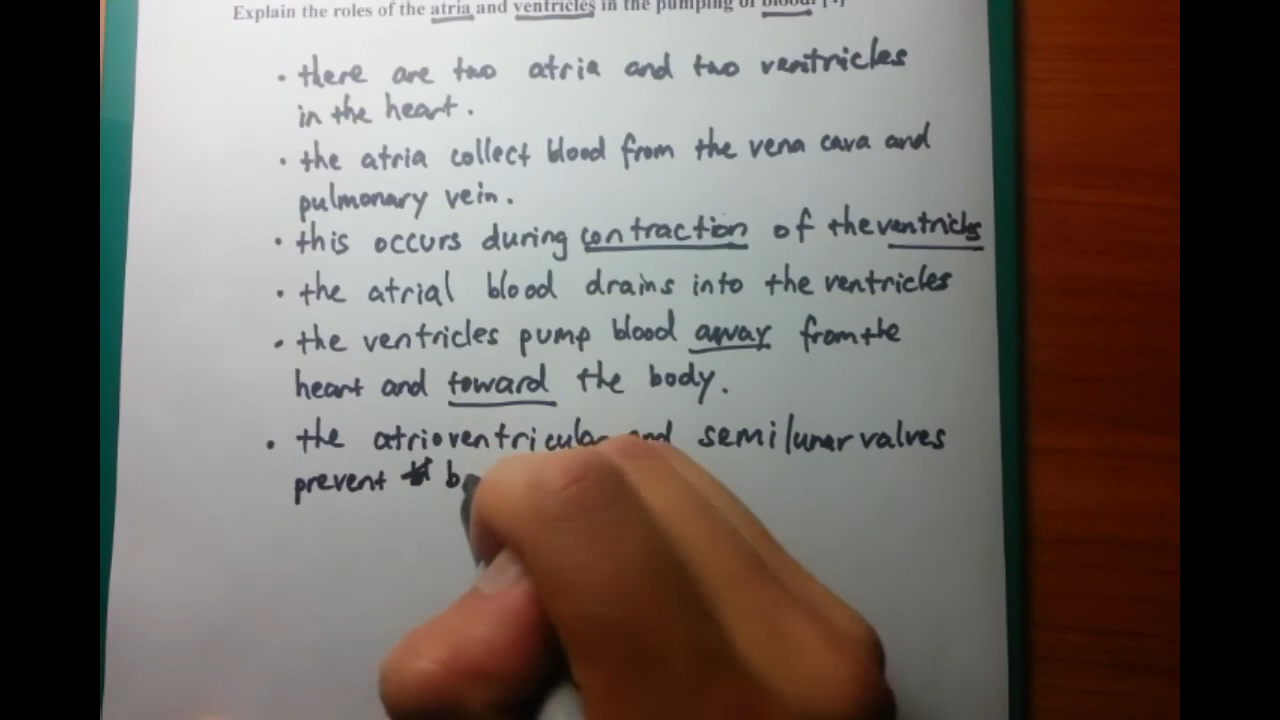 Explain the roles of the atria and ventricles in the pumping of blood.
• there are two atria and two ventricles
in the heart.
• the atria collect blood from the vena cava and
pulmonary vein.
• this occurs during contraction of the ventricles
• the atrial blood drains into the ventricles
• the ventricles pump blood away from the
heart and toward the body.
• the atrioventricular and semilunar valves
prevent b